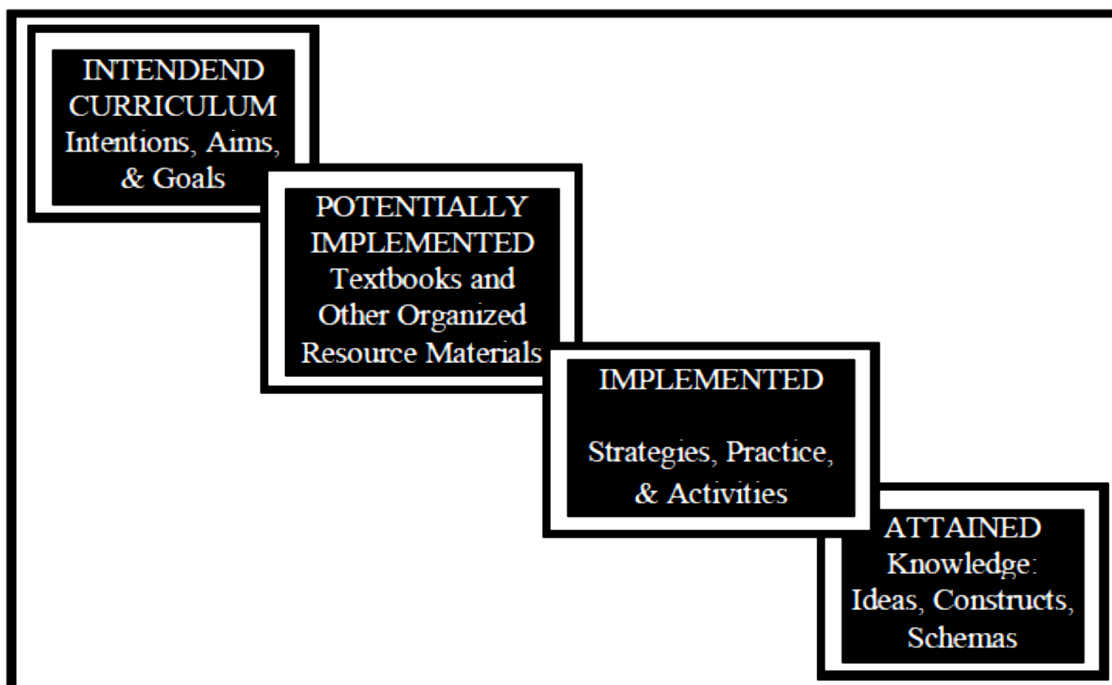 INTENDEND
CURRICULUM
Intentions, Aims,
& Goals
POTENTIALLY
IMPLEMENTED
Textbooks and
Other Organized
Resource Materials
IMPLEMENTED
Strategies, Practice,
& Activities
ATTAINED
Knowledge:
Ideas, Constructs,
Schemas